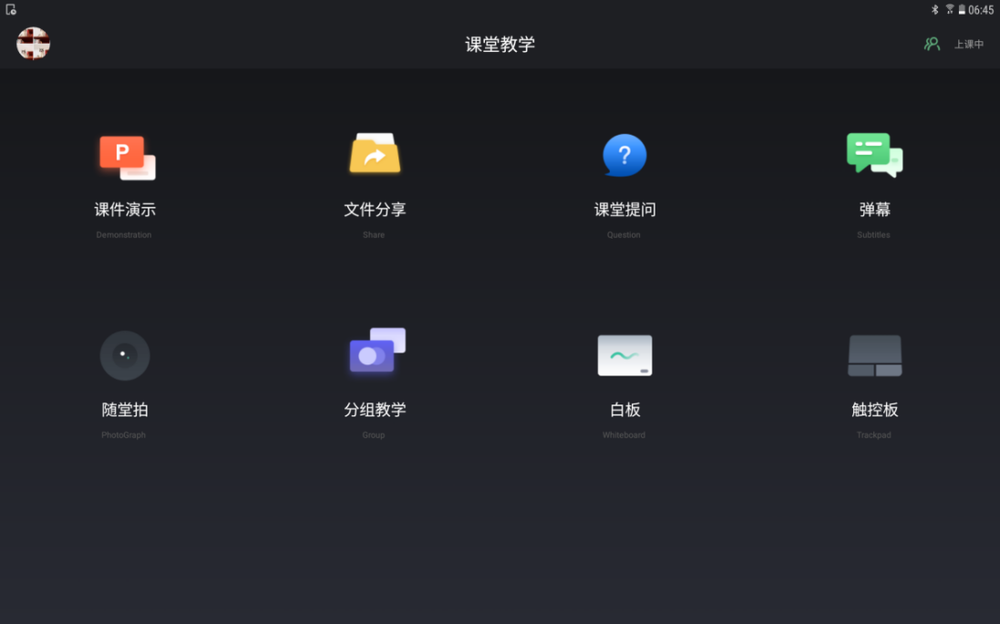 06:45
课堂教学
上课中
P
?
课件演示
文件分享
课堂提问
弹幕
Demonstration
Share
Question
Subtitles
随堂拍
分组教学
白板
触控板
PhotoGraph
Group
Whiteboard
Trackpad